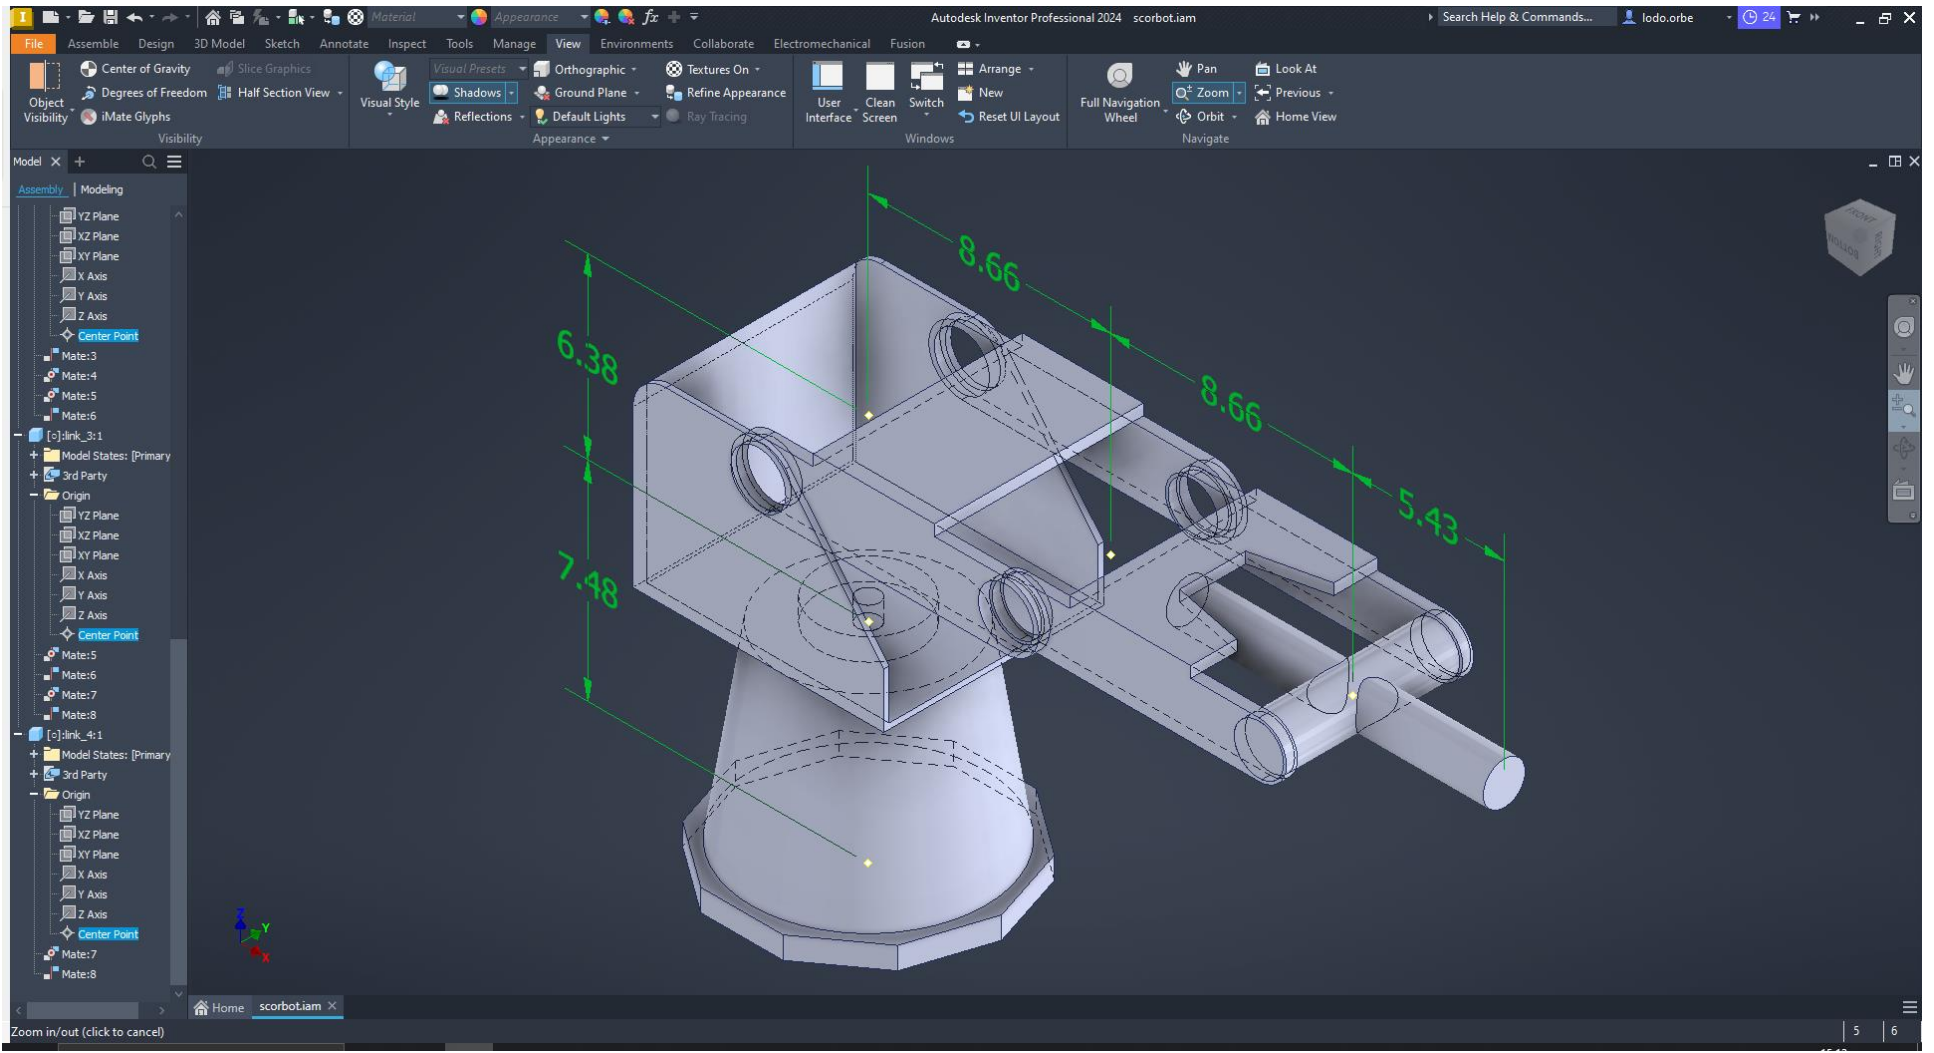 Material
Appearance
fx
Autodesk Inventor Professional 2024 scorbot.iam
Search Help & Commands...
lodo.orbe
24
File Assemble Design 3D Model Sketch Annotate Inspect Tools Manage View Environments Collaborate Electromechanical Fusion
Object Visibility
Center of Gravity
Degrees of Freedom
iMate Glyphs
Slice Graphics
Half Section View
Visibility
Visual Style
Visual Presets
Shadows
Reflections
Orthographic
Ground Plane
Default Lights
Textures On
Refine Appearance
Ray Tracing
Appearance
User Interface
Clean Screen
Switch
Arrange
New
Reset UI Layout
Windows
Full Navigation Wheel
Pan
Zoom
Orbit
Look At
Previous
Home View
Navigate
Model
Assembly Modeling
YZ Plane
XZ Plane
XY Plane
X Axis
Y Axis
Z Axis
Center Point
Mate:3
Mate:4
Mate:5
Mate:6
[○]:link_3:1
Model States: [Primary
3rd Party
Origin
YZ Plane
XZ Plane
XY Plane
X Axis
Y Axis
Z Axis
Center Point
Mate:5
Mate:6
Mate:7
Mate:8
[○]:link_4:1
Model States: [Primary
3rd Party
Origin
YZ Plane
XZ Plane
XY Plane
X Axis
Y Axis
Z Axis
Center Point
Mate:7
Mate:8
8.66
8.66
5.43
6.38
7.48
FRONT
BOTTOM
Z
Y
X
Home scorbot.iam
Zoom in/out (click to cancel)
5 6